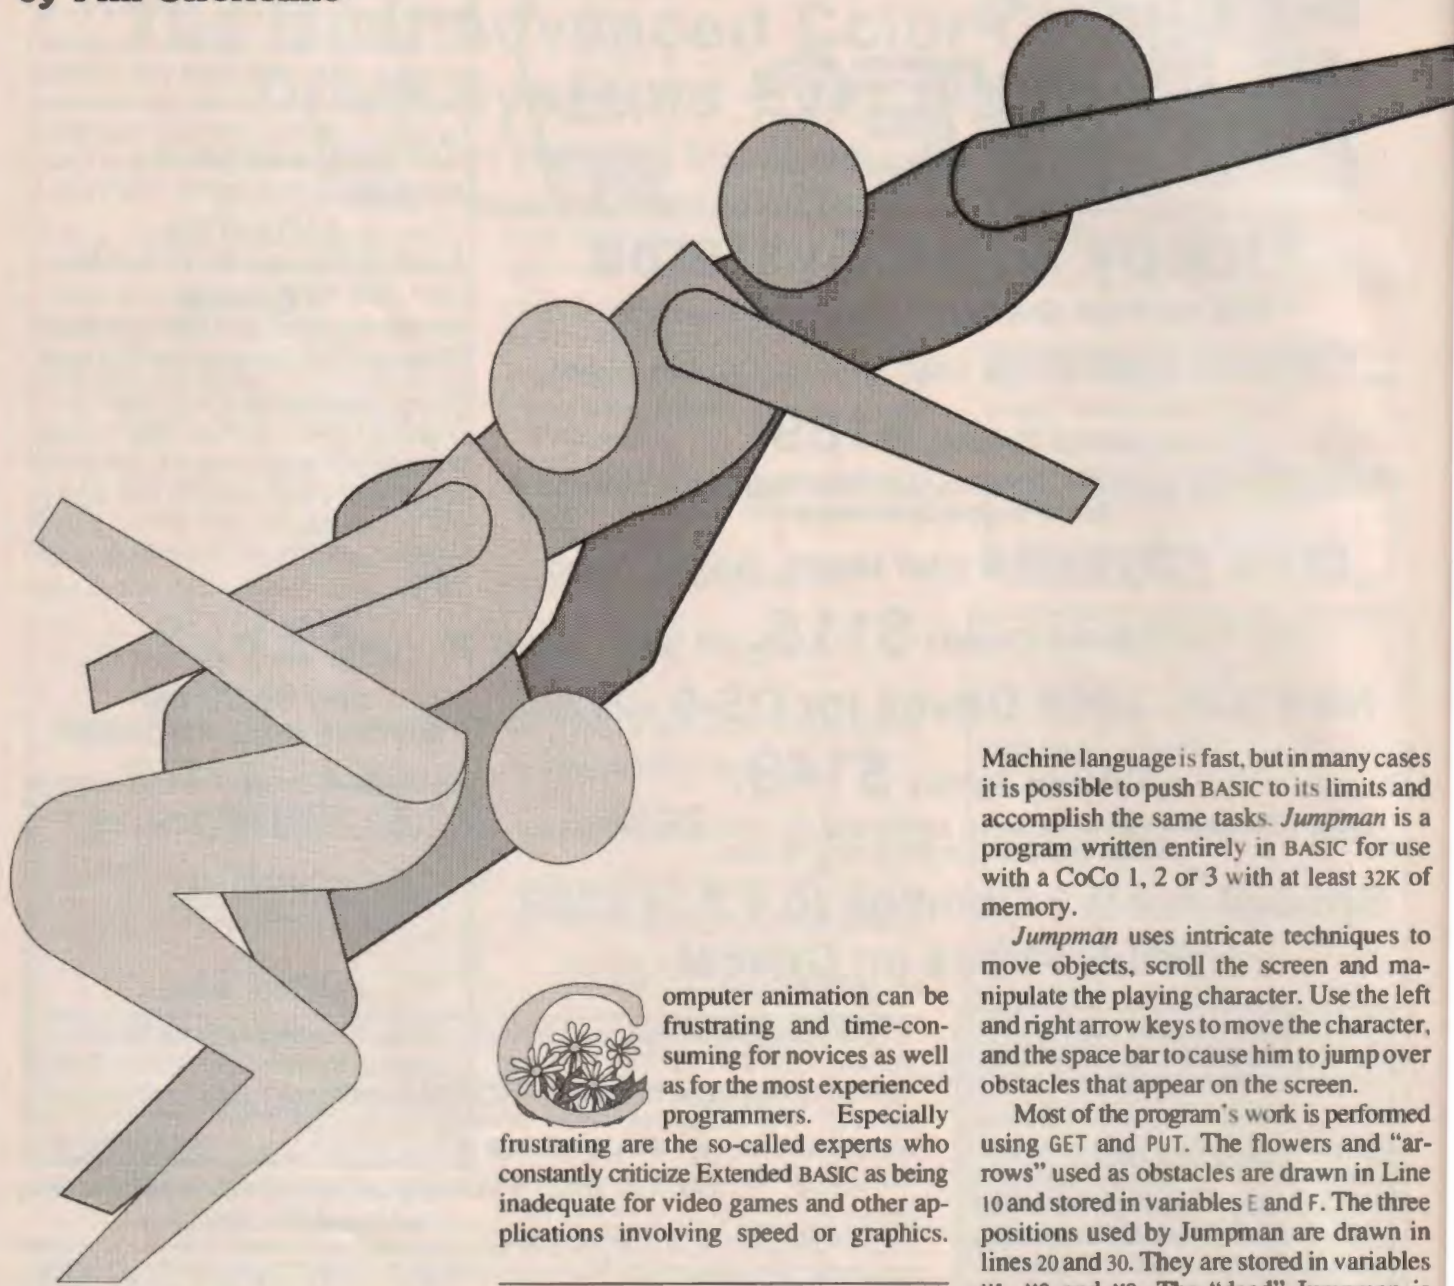 Computer animation can be
frustrating and time-con-
suming for novices as well
as for the most experienced
programmers. Especially
frustrating are the so-called experts who
constantly criticize Extended BASIC as being
inadequate for video games and other ap-
plications involving speed or graphics.
Machine language is fast, but in many cases
it is possible to push BASIC to its limits and
accomplish the same tasks. Jumpman is a
program written entirely in BASIC for use
with a CoCo 1, 2 or 3 with at least 32K of
memory.
Jumpman uses intricate techniques to
move objects, scroll the screen and ma-
nipulate the playing character. Use the left
and right arrow keys to move the character,
and the space bar to cause him to jump over
obstacles that appear on the screen.
Most of the program's work is performed
using GET and PUT. The flowers and "ar-
rows" used as obstacles are drawn in Line
10 and stored in variables E and F. The three
positions used by Jumpman are drawn in
lines 20 and 30. They are stored in variables